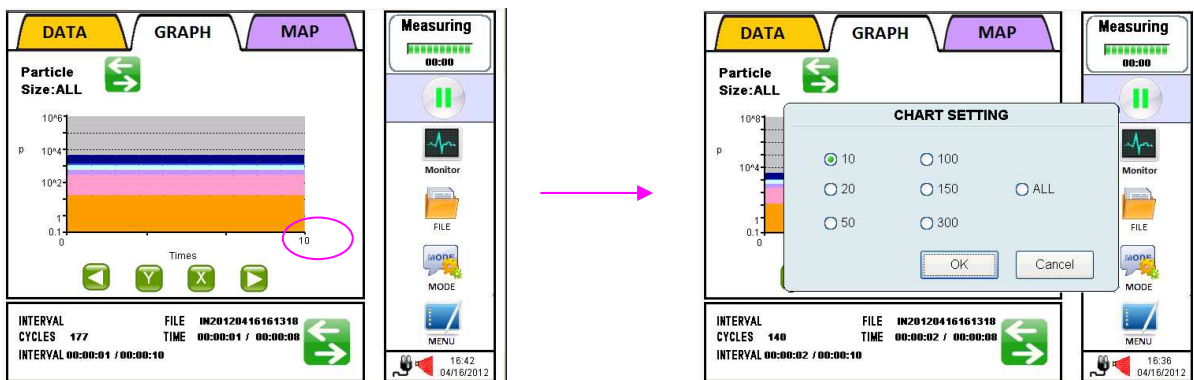 DATA GRAPH MAP
Particle
Size:ALL
10^6
p
10^4
10^2
1
0.1
0 10
Times
Y X
INTERVAL FILE IN20120416161318
CYCLES 177 TIME 00:00:01 / 00:00:08
INTERVAL 00:00:01 / 00:00:10
Measuring
00:00
Monitor
FILE
MODE
MODE
MENU
16:42
04/16/2012
DATA GRAPH MAP
Particle
Size:ALL
10^8
p
10^4
1
0.1
0
CHART SETTING
10 100
20 150 ALL
50 300
OK Cancel
INTERVAL FILE IN20120416161318
CYCLES 140 TIME 00:00:02 / 00:00:08
INTERVAL 00:00:02 / 00:00:10
Measuring
00:00
Monitor
FILE
MODE
MODE
MENU
16:36
04/16/2012